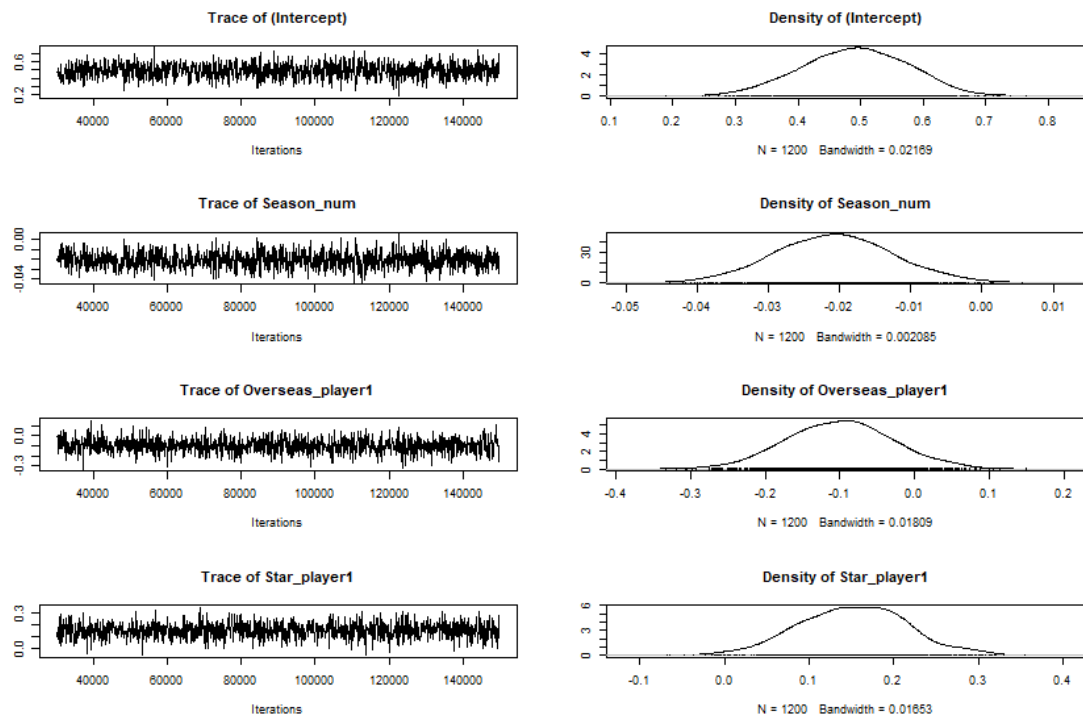 Trace of (Intercept)
0.2 0.6
40000 60000 80000 100000 120000 140000
Iterations
Density of (Intercept)
0 2 4
0.1 0.2 0.3 0.4 0.5 0.6 0.7 0.8
N = 1200 Bandwidth = 0.02169
Trace of Season_num
-0.04 0.00
40000 60000 80000 100000 120000 140000
Iterations
Density of Season_num
0 30
-0.05 -0.04 -0.03 -0.02 -0.01 0.00 0.01
N = 1200 Bandwidth = 0.002085
Trace of Overseas_player1
-0.3 0.0
40000 60000 80000 100000 120000 140000
Iterations
Density of Overseas_player1
0 2 4
-0.4 -0.3 -0.2 -0.1 0.0 0.1 0.2
N = 1200 Bandwidth = 0.01809
Trace of Star_player1
0.0 0.3
40000 60000 80000 100000 120000 140000
Iterations
Density of Star_player1
0 3 6
-0.1 0.0 0.1 0.2 0.3 0.4
N = 1200 Bandwidth = 0.01653